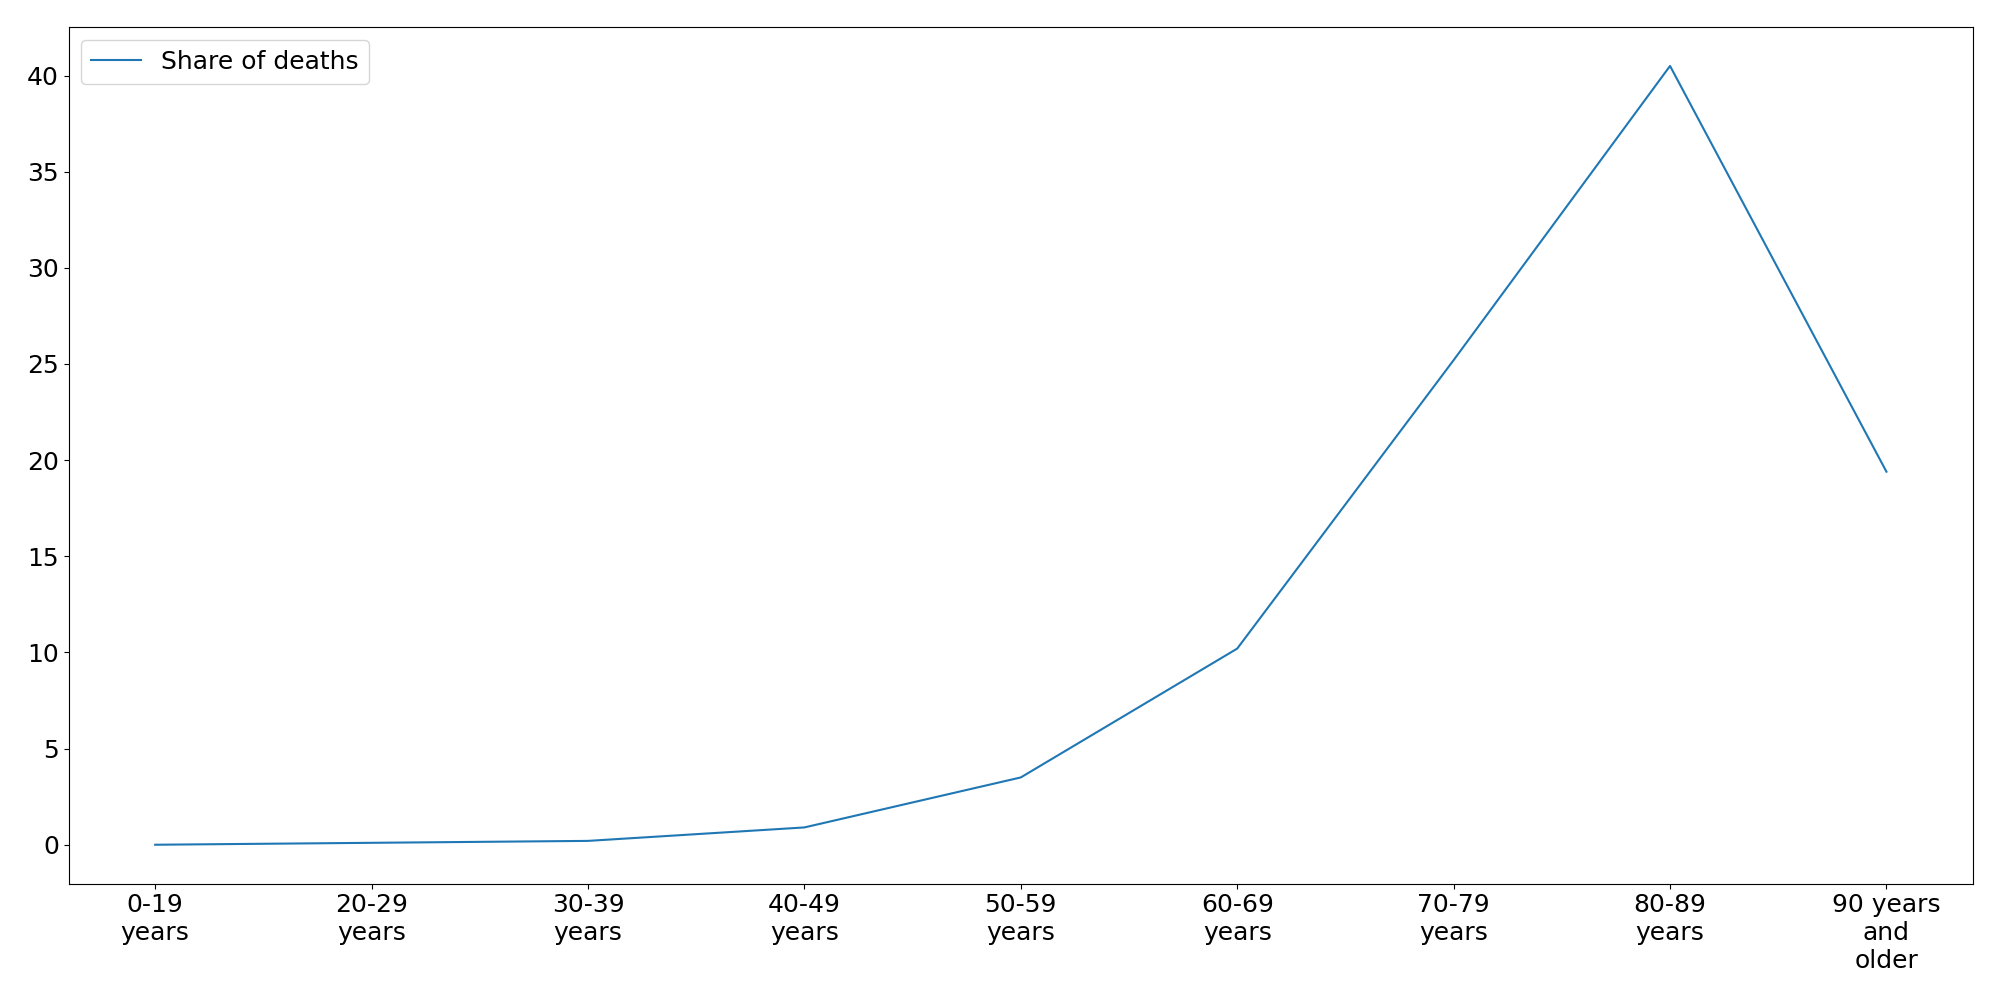 Share of deaths
40
35
30
25
20
15
10
5
0
0-19
years
20-29
years
30-39
years
40-49
years
50-59
years
60-69
years
70-79
years
80-89
years
90 years
and
older